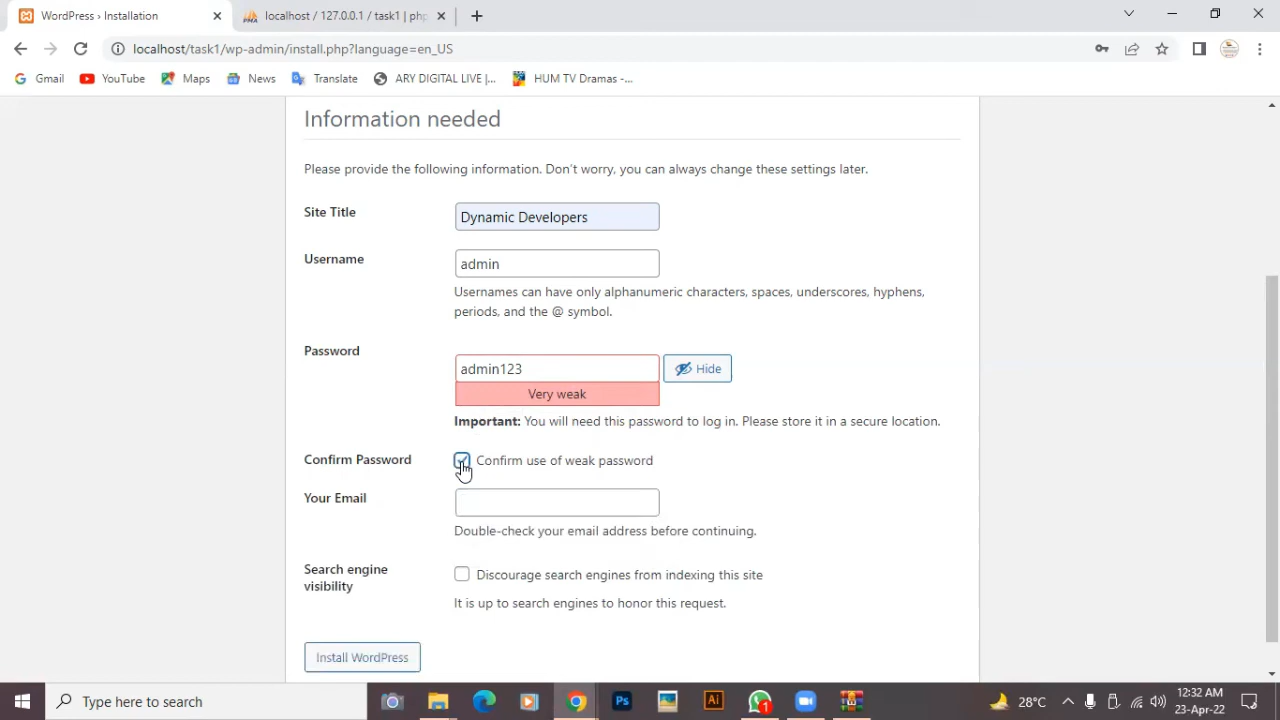 WordPress › Installation
localhost / 127.0.0.1 / task1 | php
localhost/task1/wp-admin/install.php?language=en_US
Gmail
YouTube
Maps
News
Translate
ARY DIGITAL LIVE |...
HUM TV Dramas -...
Information needed
Please provide the following information. Don't worry, you can always change these settings later.
Site Title
Dynamic Developers
Username
admin
Usernames can have only alphanumeric characters, spaces, underscores, hyphens,
periods, and the @ symbol.
Password
admin123
Hide
Very weak
Important: You will need this password to log in. Please store it in a secure location.
Confirm Password
Confirm use of weak password
Your Email
Double-check your email address before continuing.
Search engine
visibility
Discourage search engines from indexing this site
It is up to search engines to honor this request.
Install WordPress
Type here to search
Ps
Ai
1
28°C
12:32 AM
23-Apr-22